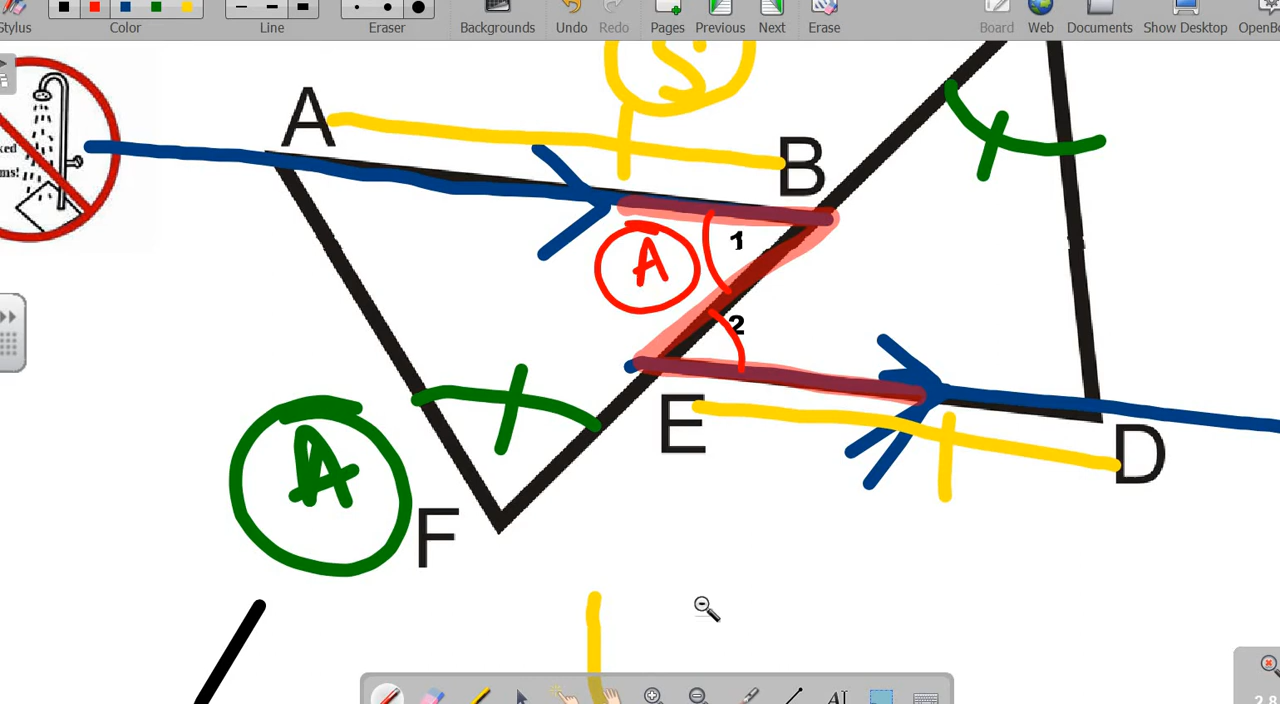 Stylus
Color
Line
Eraser
Backgrounds
Undo
Redo
Pages
Previous
Next
Erase
Board
Web
Documents
Show Desktop
S
A
B
1
A
2
E
D
A
F